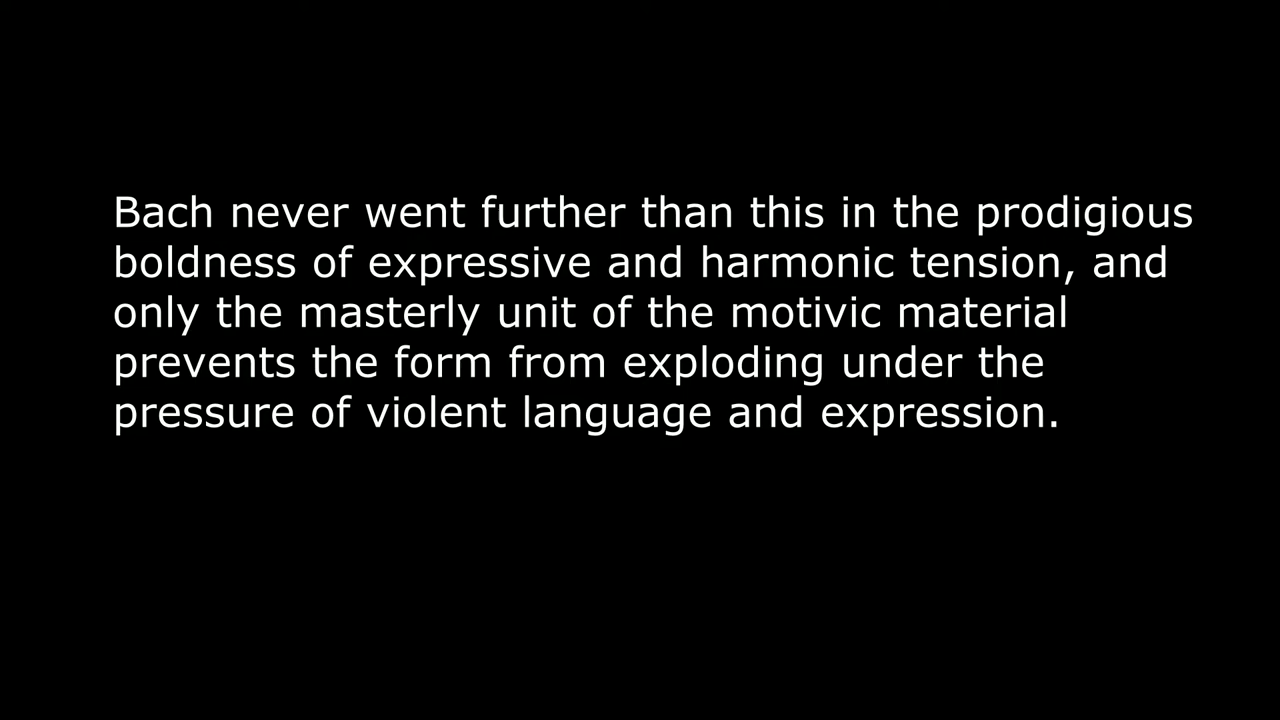 Bach never went further than this in the prodigious
boldness of expressive and harmonic tension, and
only the masterly unit of the motivic material
prevents the form from exploding under the
pressure of violent language and expression.